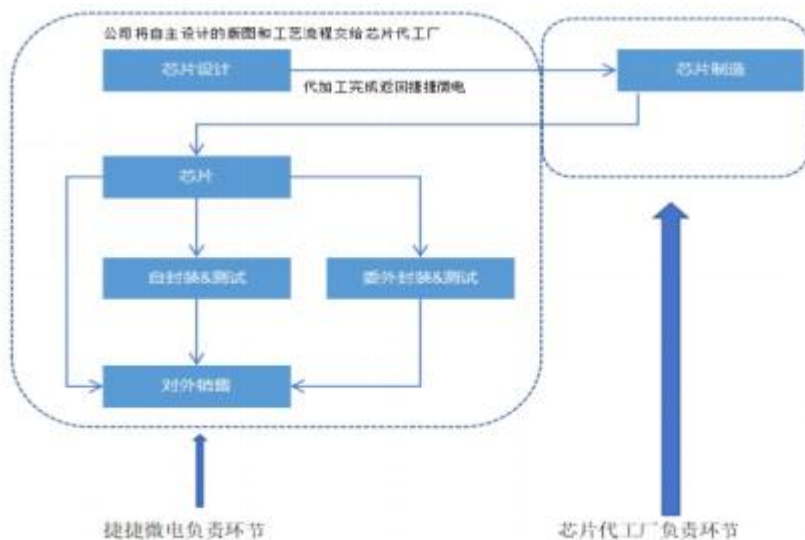 公司将自主设计的版图和工艺流程交给芯片代工厂
芯片设计
芯片制造
代加工完成返回捷捷微电
芯片
自封装&测试
委外封装&测试
对外销售
捷捷微电负责环节
芯片代工厂负责环节